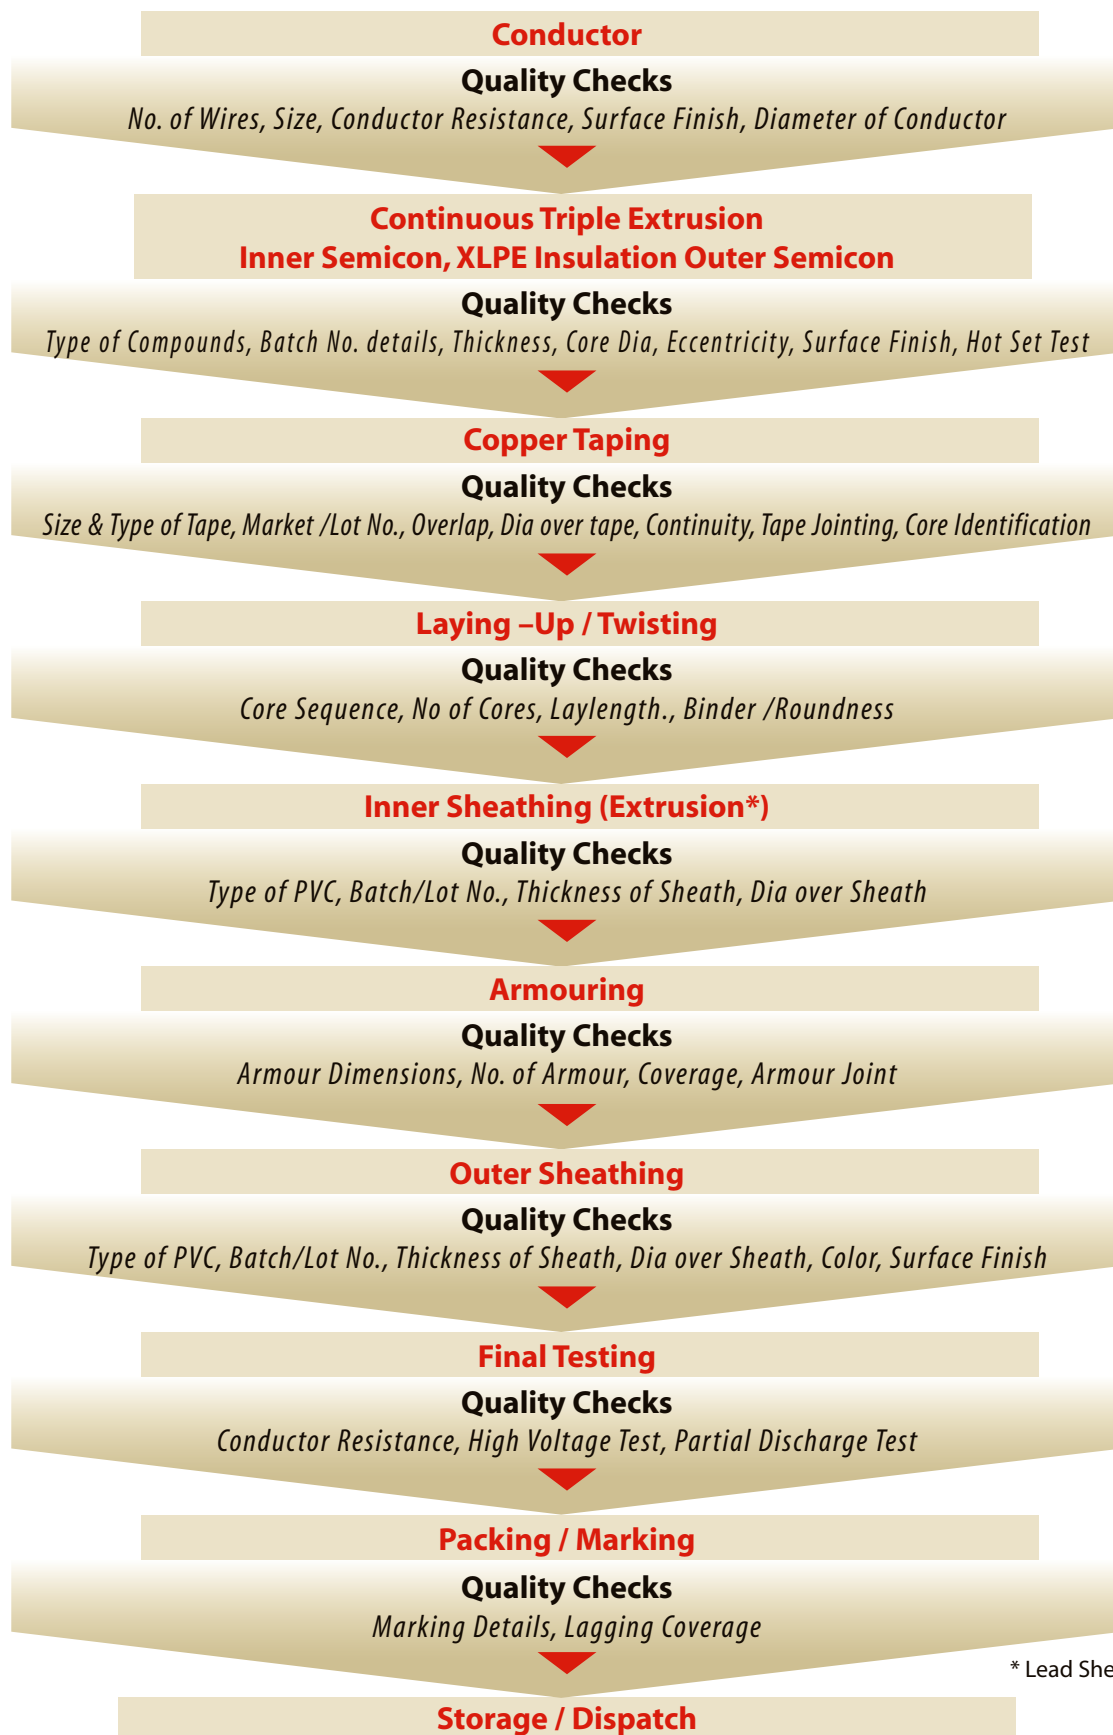 Conductor
Quality Checks
No. of Wires, Size, Conductor Resistance, Surface Finish, Diameter of Conductor
Continuous Triple Extrusion
Inner Semicon, XLPE Insulation Outer Semicon
Quality Checks
Type of Compounds, Batch No. details, Thickness, Core Dia, Eccentricity, Surface Finish, Hot Set Test
Copper Taping
Quality Checks
Size & Type of Tape, Market /Lot No., Overlap, Dia over tape, Continuity, Tape Jointing, Core Identification
Laying –Up / Twisting
Quality Checks
Core Sequence, No of Cores, Laylength., Binder /Roundness
Inner Sheathing (Extrusion*)
Quality Checks
Type of PVC, Batch/Lot No., Thickness of Sheath, Dia over Sheath
Armouring
Quality Checks
Armour Dimensions, No. of Armour, Coverage, Armour Joint
Outer Sheathing
Quality Checks
Type of PVC, Batch/Lot No., Thickness of Sheath, Dia over Sheath, Color, Surface Finish
Final Testing
Quality Checks
Conductor Resistance, High Voltage Test, Partial Discharge Test
Packing / Marking
Quality Checks
Marking Details, Lagging Coverage
* Lead She
Storage / Dispatch